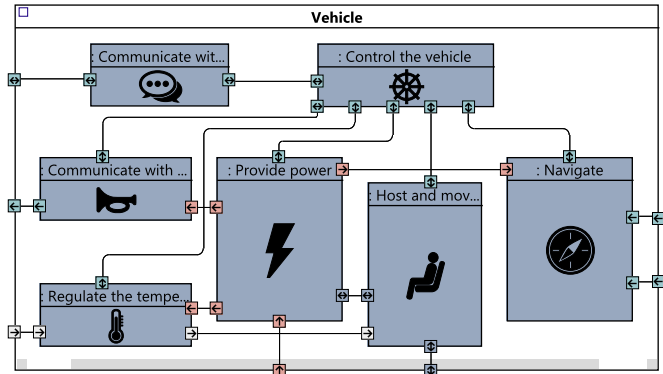 Vehicle
: Communicate wit...
: Control the vehicle
: Communicate with ...
: Provide power
: Navigate
: Host and mov...
: Regulate the tempe...